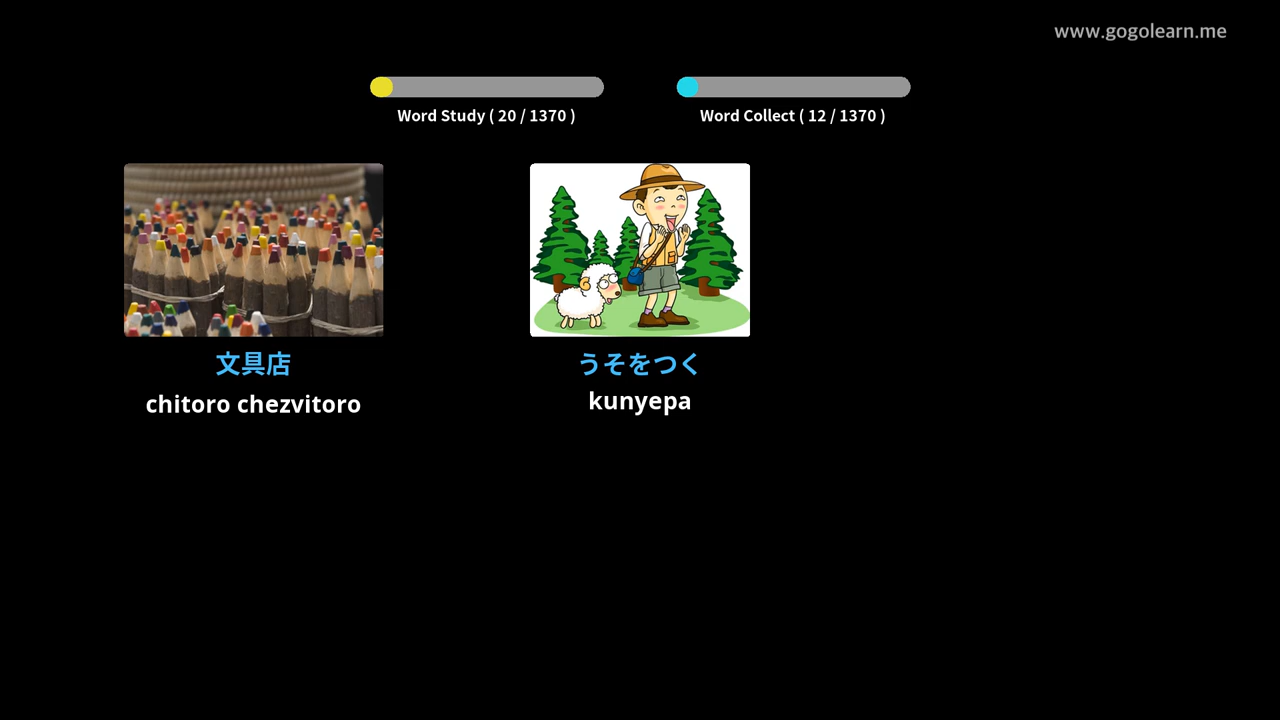 www.gogolearn.me
Word Study ( 20 / 1370 )
Word Collect ( 12 / 1370 )
文具店
chitoro chezvitoro
うそをつく
kunyepa